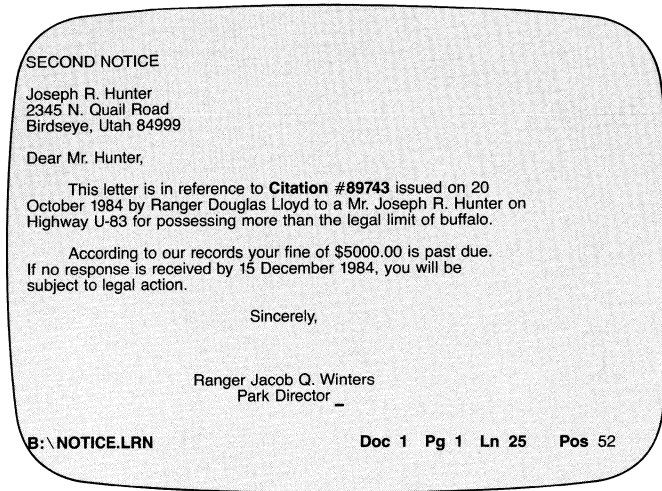 SECOND NOTICE
Joseph R. Hunter
2345 N. Quail Road
Birdseye, Utah 84999
Dear Mr. Hunter,
This letter is in reference to Citation #89743 issued on 20
October 1984 by Ranger Douglas Lloyd to a Mr. Joseph R. Hunter on
Highway U-83 for possessing more than the legal limit of buffalo.
According to our records your fine of $5000.00 is past due.
If no response is received by 15 December 1984, you will be
subject to legal action.
Sincerely,
Ranger Jacob Q. Winters
Park Director _
B:\NOTICE.LRN Doc 1 Pg 1 Ln 25 Pos 52